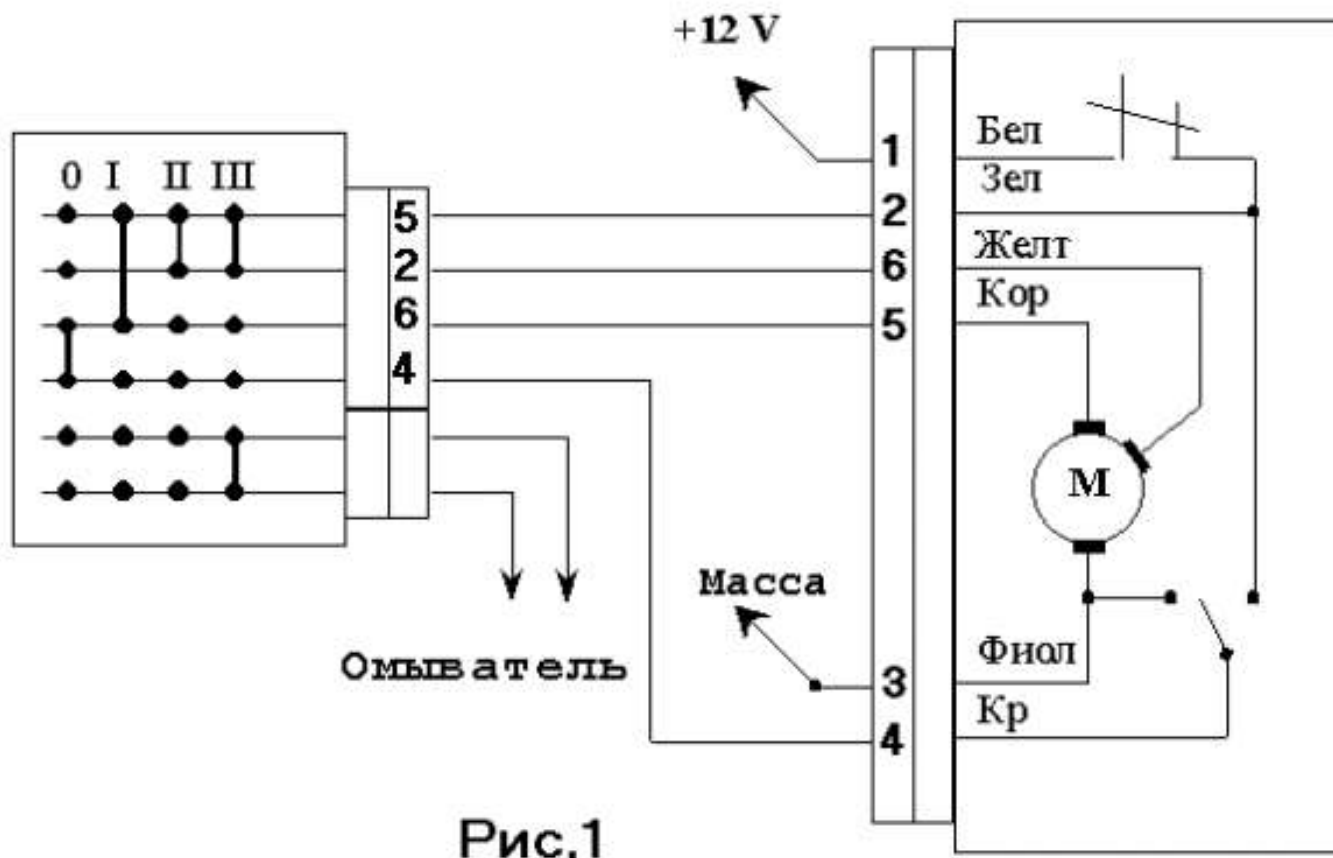 +12 V
0 I II III
5
2
6
4
1
2
6
5
3
4
Бел
Зел
Желт
Кор
М
Масса
Омыватель
Фиол
Кр
Рис.1